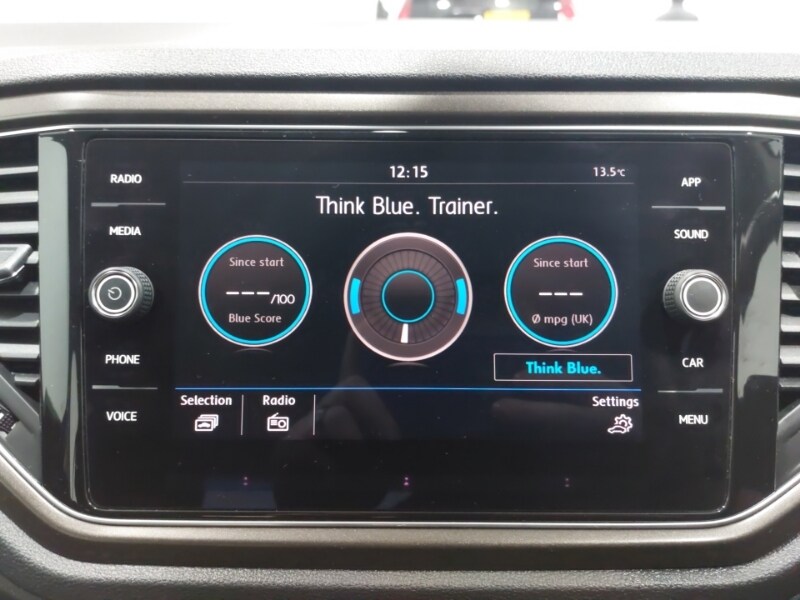 12:15
13.5℃
RADIO
APP
Think Blue. Trainer.
MEDIA
SOUND
Since start
---/100
Blue Score
Since start
---
Ø mpg (UK)
PHONE
CAR
Think Blue.
VOICE
Selection
Radio
Settings
MENU